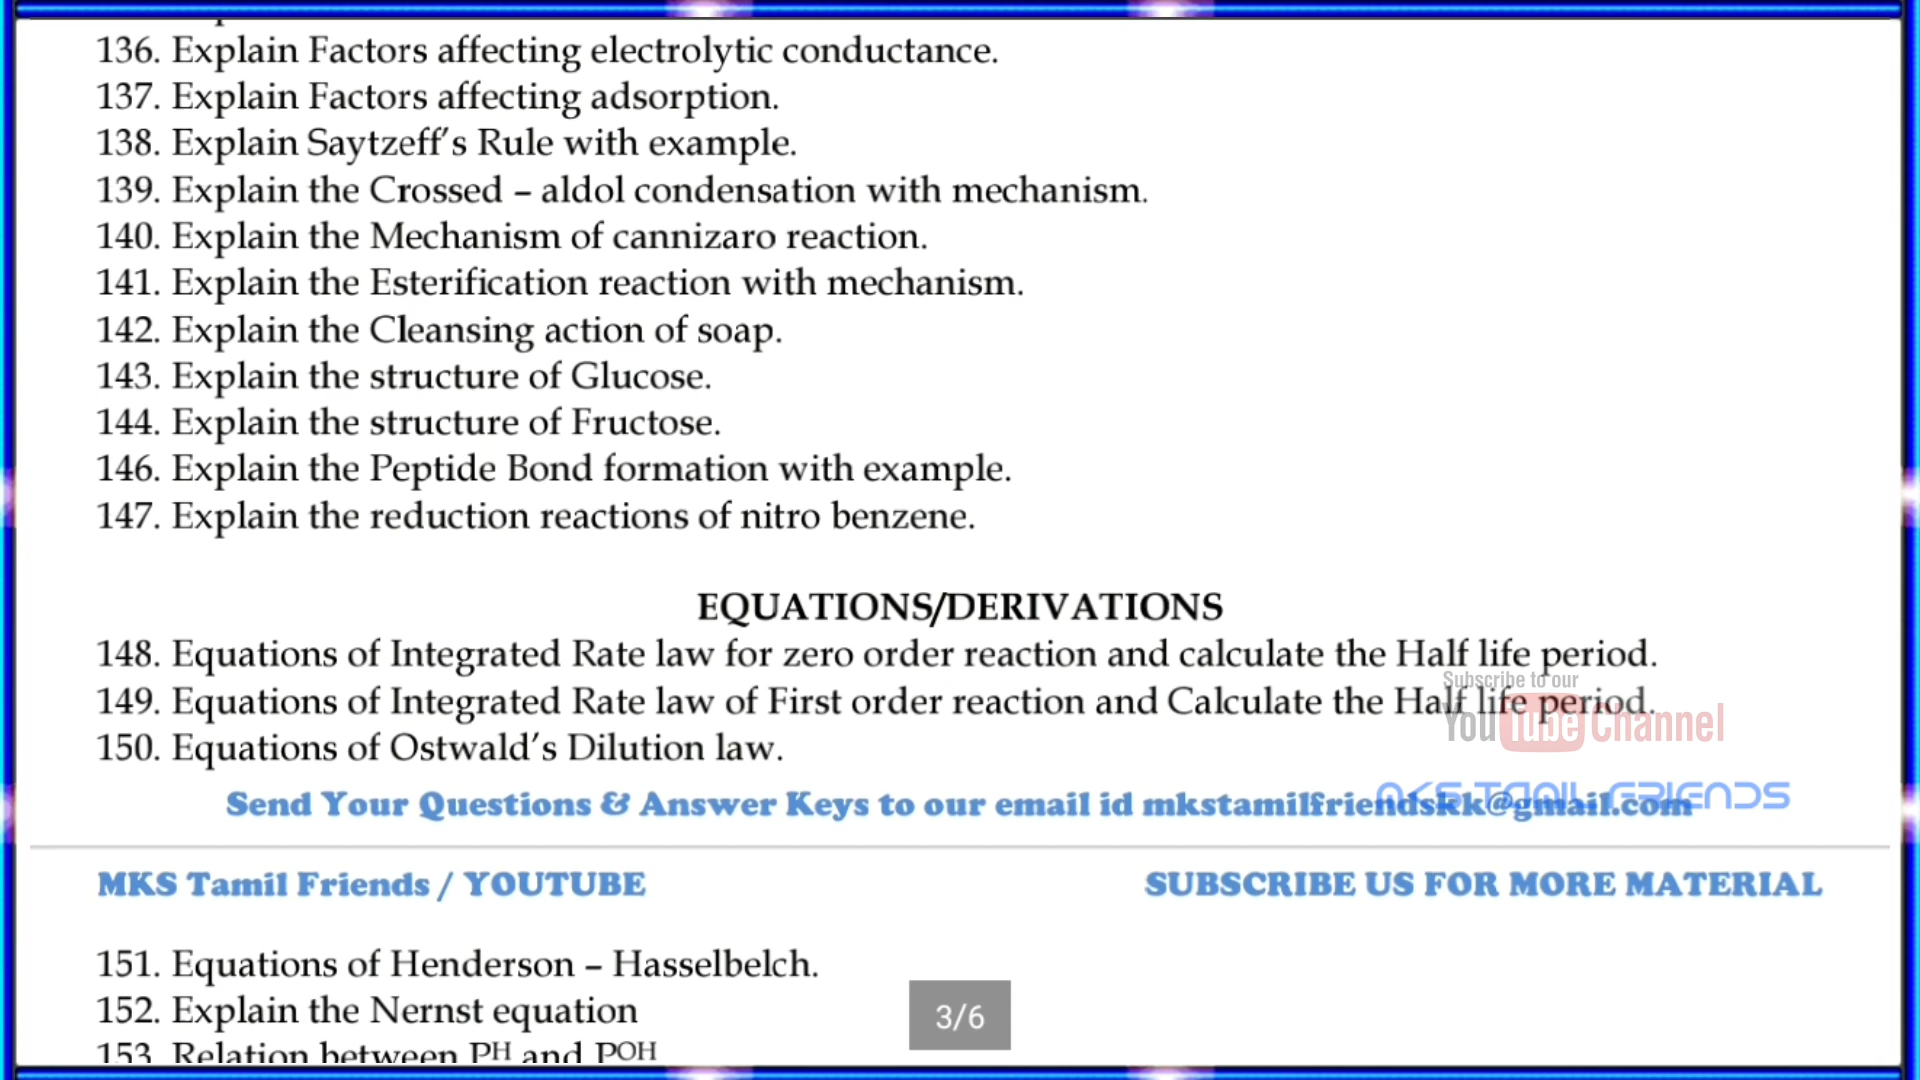 136. Explain Factors affecting electrolytic conductance.
137. Explain Factors affecting adsorption.
138. Explain Saytzeff's Rule with example.
139. Explain the Crossed – aldol condensation with mechanism.
140. Explain the Mechanism of cannizaro reaction.
141. Explain the Esterification reaction with mechanism.
142. Explain the Cleansing action of soap.
143. Explain the structure of Glucose.
144. Explain the structure of Fructose.
146. Explain the Peptide Bond formation with example.
147. Explain the reduction reactions of nitro benzene.
EQUATIONS/DERIVATIONS
148. Equations of Integrated Rate law for zero order reaction and calculate the Half life period.
149. Equations of Integrated Rate law of First order reaction and Calculate the Half life period.
Subscribe to our
YouTube Channel
150. Equations of Ostwald's Dilution law.
Send Your Questions & Answer Keys to our email id mkstamilfriendskk@gmail.com
MKS TAMIL FRIENDS
MKS Tamil Friends / YOUTUBE SUBSCRIBE US FOR MORE MATERIAL
151. Equations of Henderson – Hasselbelch.
152. Explain the Nernst equation
3/6
153. Relation between PH and POH